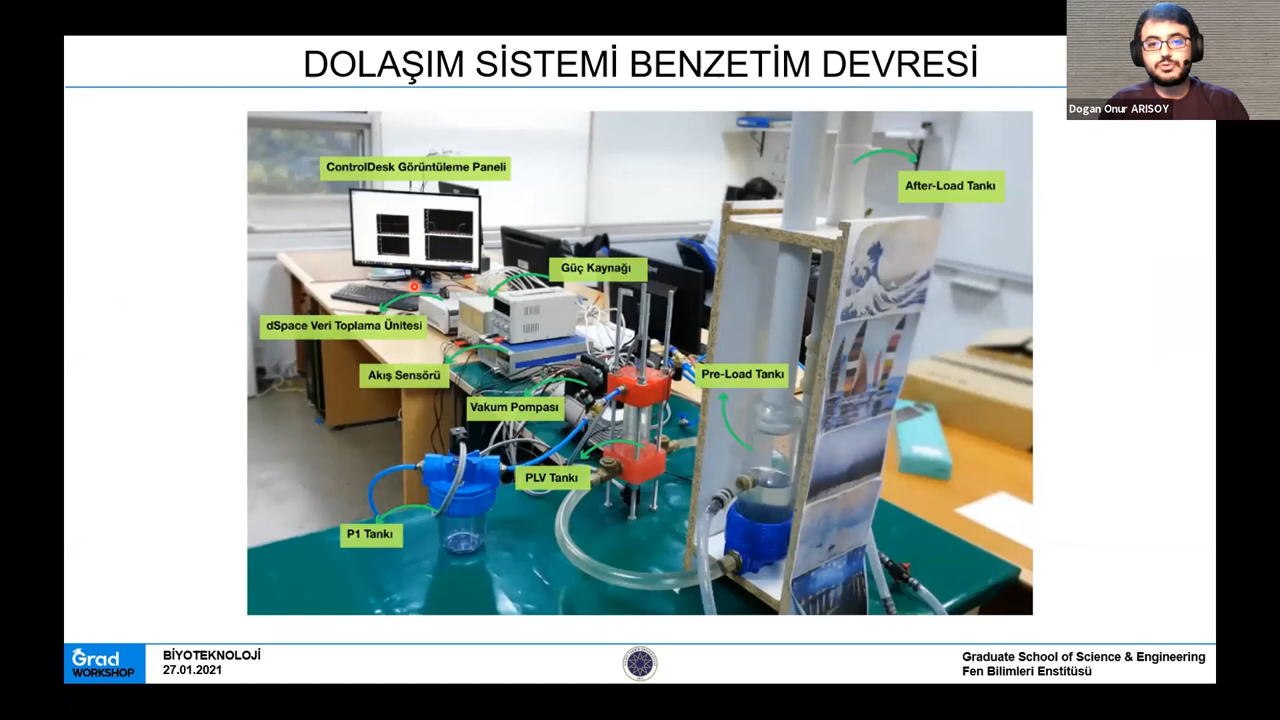 DOLAŞIM SİSTEMİ BENZETİM DEVRESİ
Dogan Onur ARISOY
ControlDesk Görüntüleme Paneli
After-Load Tankı
Güç Kaynağı
dSpace Veri Toplama Ünitesi
Akış Sensörü
Pre-Load Tankı
Vakum Pompası
PLV Tankı
P1 Tankı
Grad
WORKSHOP
BİYOTEKNOLOJİ
27.01.2021
Graduate School of Science & Engineering
Fen Bilimleri Enstitüsü